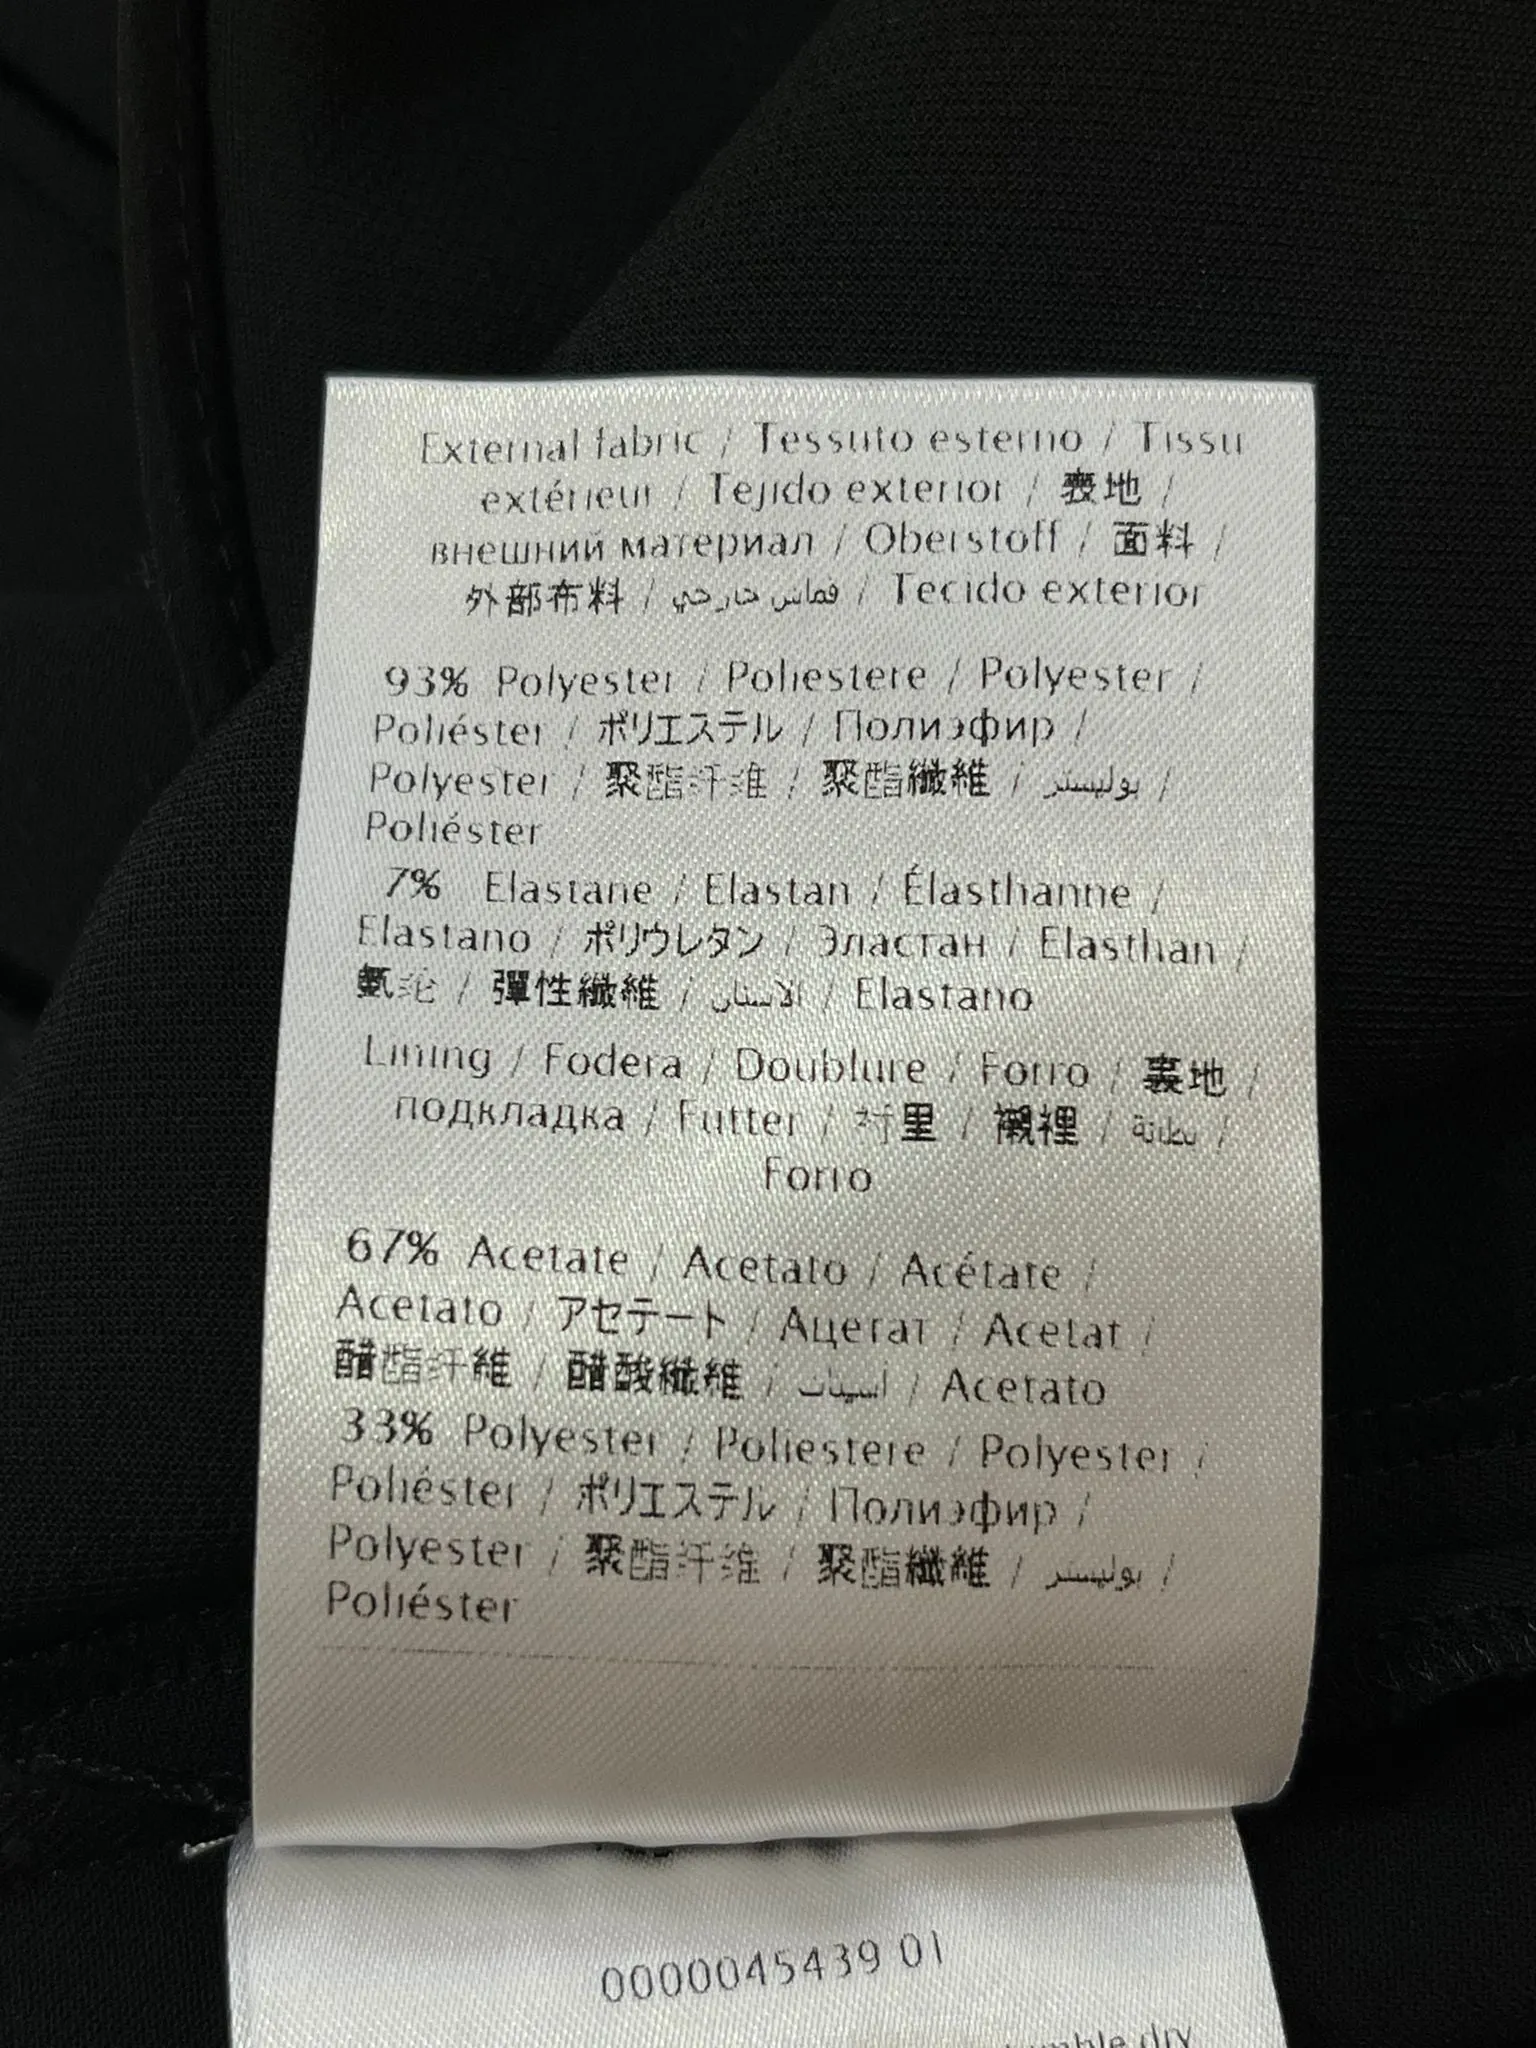 External fabric / Tessuto esterno / Tissu
extérieur / Tejido exterior / 表地 /
внешний материал / Oberstoff / 面料 /
外部布料 / قماش خارجي / Tecido exterior
93% Polyester / Poliestere / Polyester /
Poliéster / ポリエステル / Полиэфир /
Polyester / 聚酯纤维 / 聚酯纖維 / بوليستر /
Poliéster
7% Elastane / Elastan / Élasthanne /
Elastano / ポリウレタン / Эластан / Elasthan /
氨纶 / 彈性纖維 / الاستان / Elastano
Lining / Fodera / Doublure / Forro / 裏地 /
подкладка / Futter / 衬里 / 襯裡 / بطانة /
Forro
67% Acetate / Acetato / Acétate /
Acetato / アセテート / Ацетат / Acetat /
醋酯纤維 / 醋酸纖維 / أسيتات / Acetato
33% Polyester / Poliestere / Polyester /
Poliéster / ポリエステル / Полиэфир /
Polyester / 聚酯纤维 / 聚酯纖維 / بوليستر /
Poliéster
0000045439 01
dry